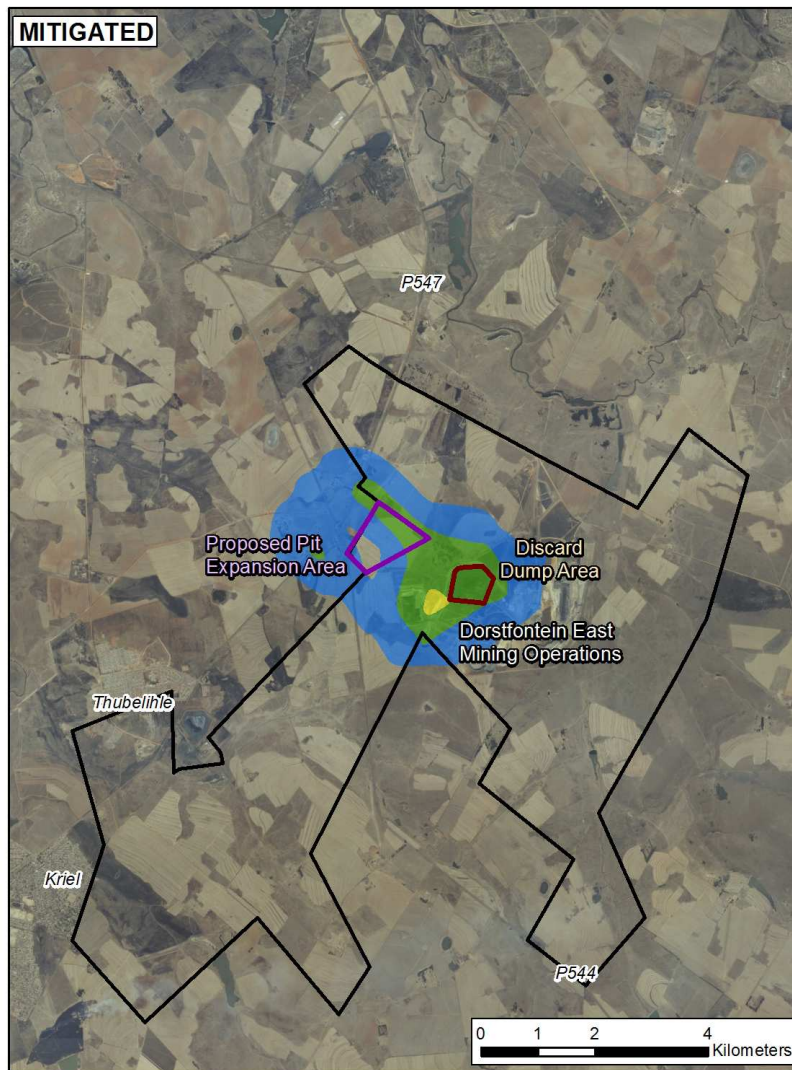 MITIGATED
P547
Proposed Pit
Expansion Area
Discard
Dump Area
Dorstfontein East
Mining Operations
Thubelihle
Kriel
P544
0 1 2 4
Kilometers